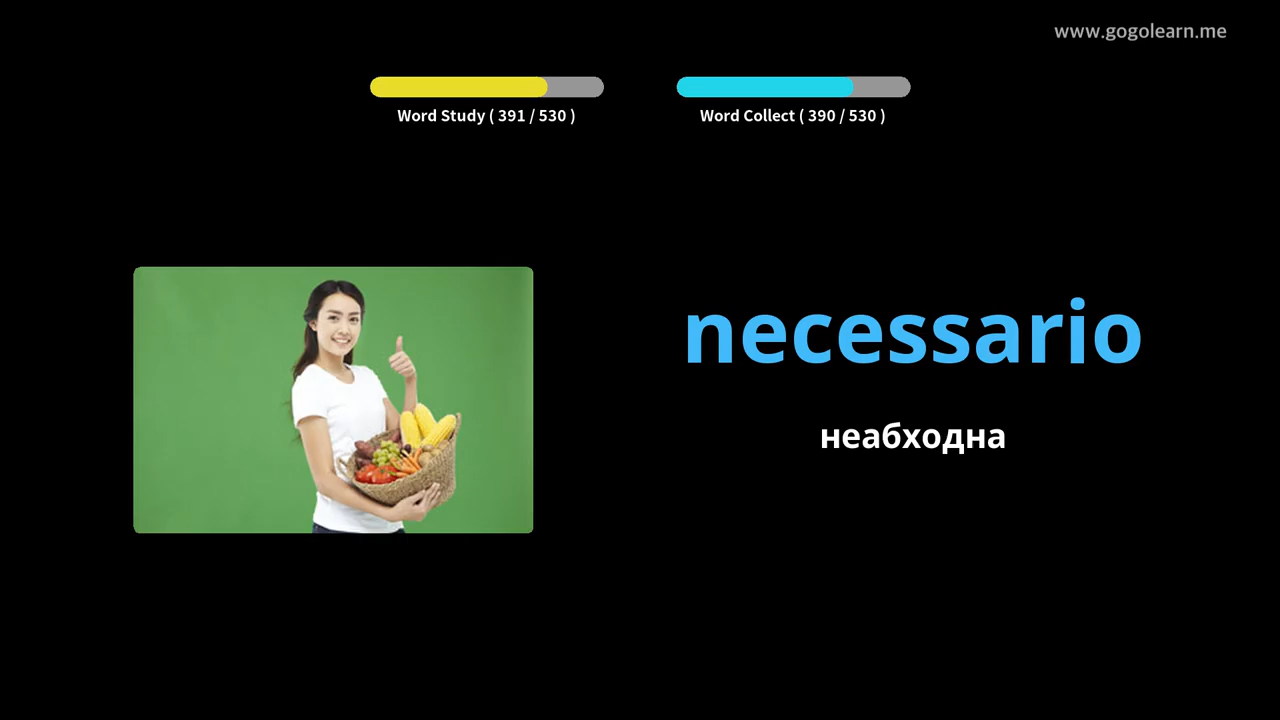 www.gogolearn.me
Word Study ( 391 / 530 )
Word Collect ( 390 / 530 )
necessario
неабходна